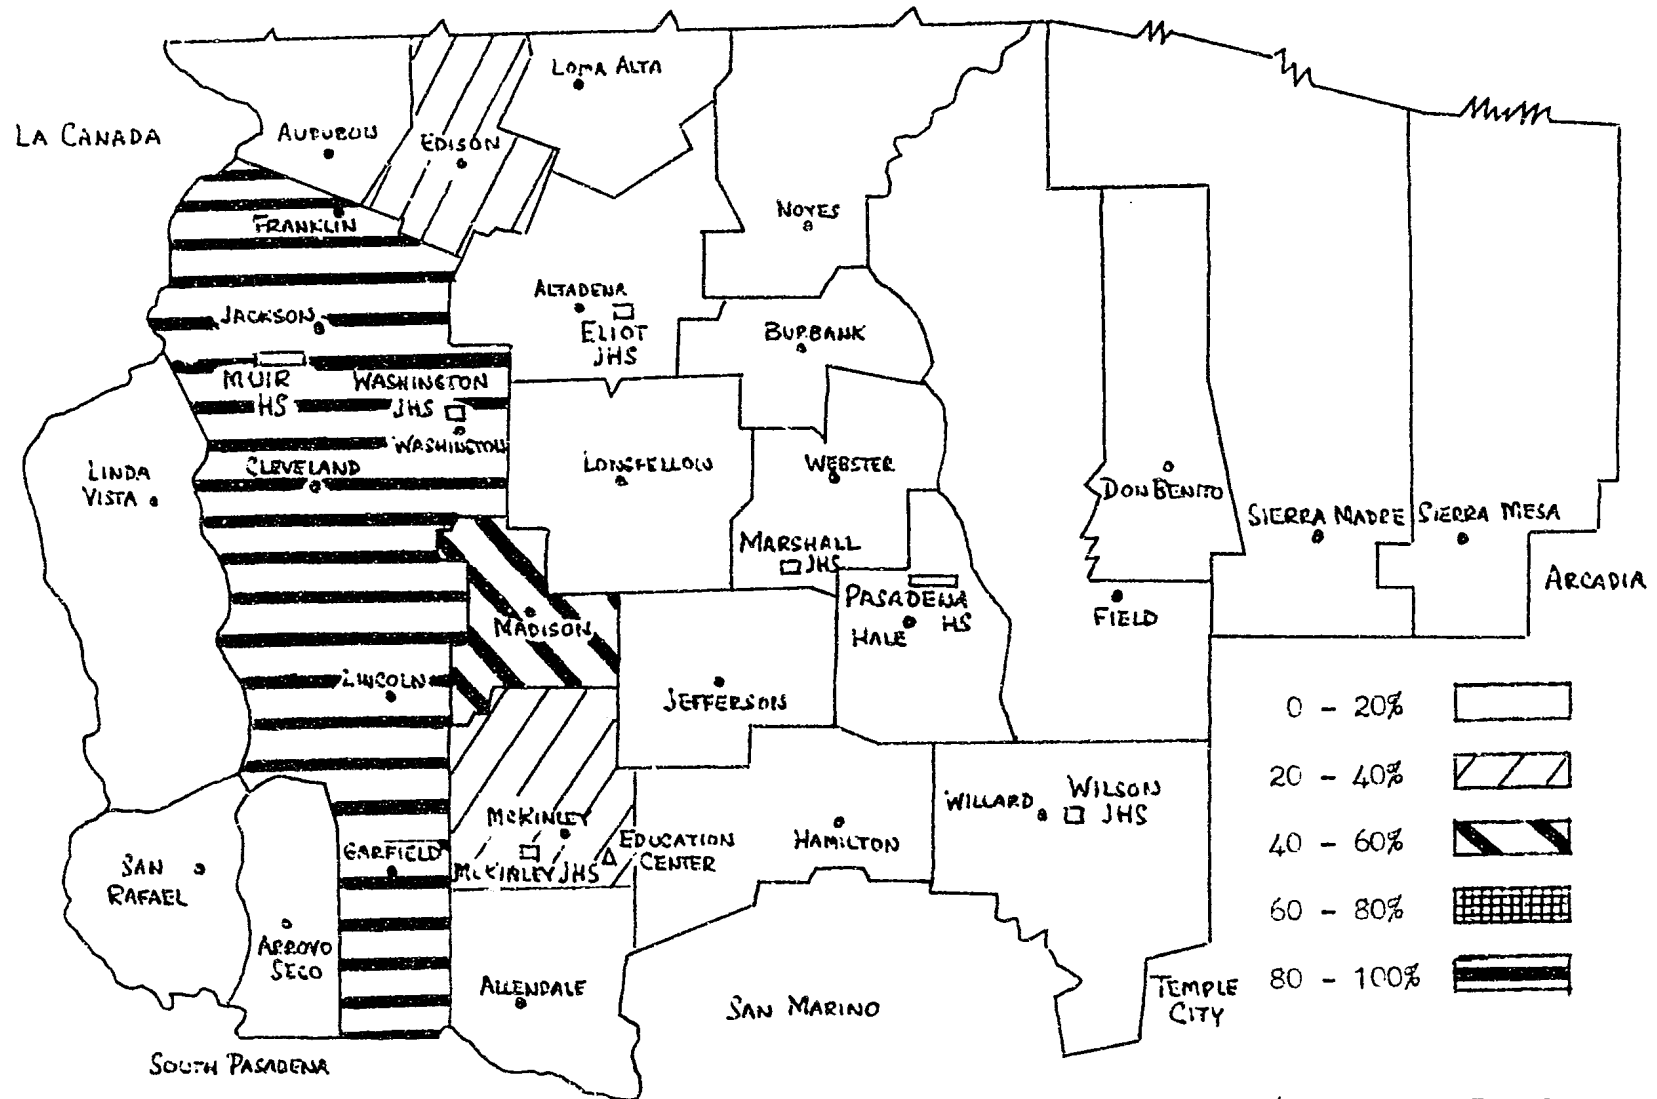 LOMA ALTA
LA CANADA
AUDUBON
EDISON
FRANKLIN
NOYES
ALTADENA
ELIOT
JHS
JACKSON
BURBANK
MUIR
HS
WASHINGTON
JHS
WASHINGTON
LINDA
VISTA
CLEVELAND
LONGFELLOW
WEBSTER
DON BENITO
SIERRA MADRE
SIERRA MESA
MARSHALL
JHS
ARCADIA
PASADENA
HS
HALE
FIELD
MADISON
LINCOLN
JEFFERSON
0 - 20%
20 - 40%
40 - 60%
60 - 80%
80 - 100%
MCKINLEY
MCKINLEY JHS
EDUCATION
CENTER
HAMILTON
WILLARD
WILSON
JHS
GARFIELD
SAN
RAFAEL
ARROYO
SECO
ALLENDALE
SAN MARINO
TEMPLE
CITY
SOUTH PASADENA